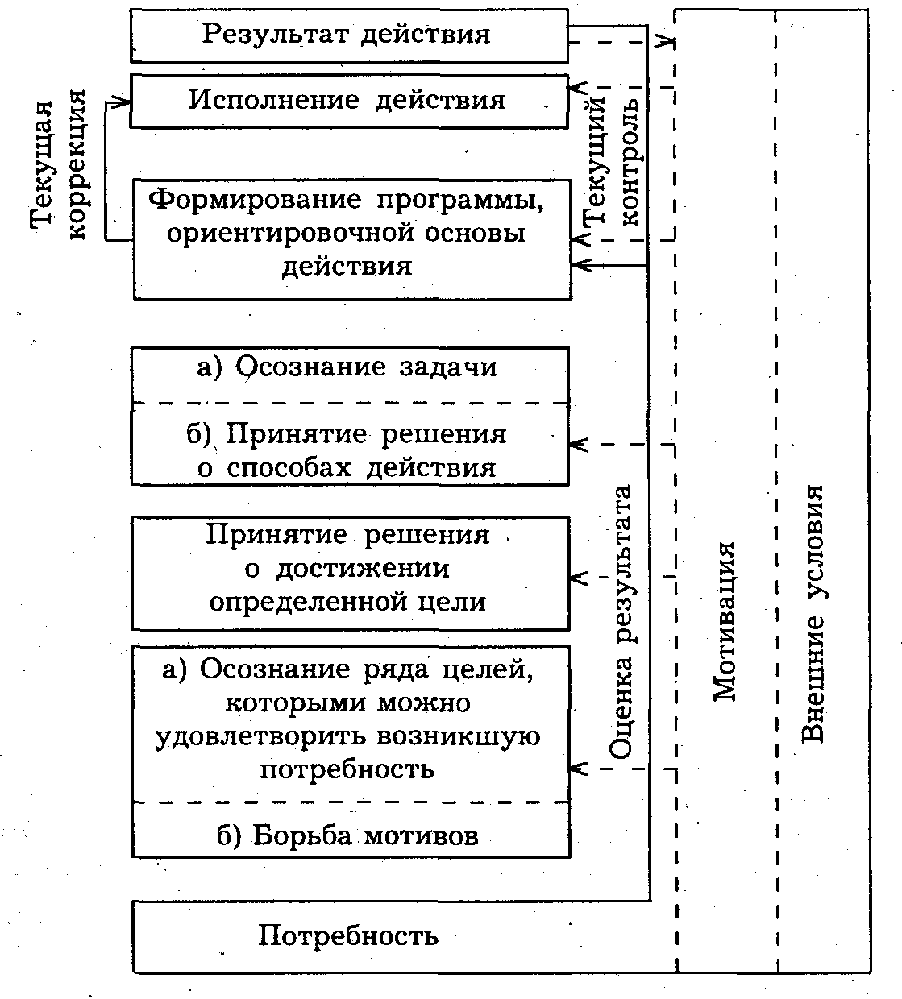 Результат действия
Исполнение действия
Текущая
коррекция
Текущий
контроль
Формирование программы,
ориентировочной основы
действия
а) Осознание задачи
б) Принятие решения
о способах действия
Принятие решения
о достижении
определенной цели
а) Осознание ряда целей,
которыми можно
удовлетворить возникшую
потребность
б) Борьба мотивов
Оценка результата
Мотивация
Внешние условия
Потребность